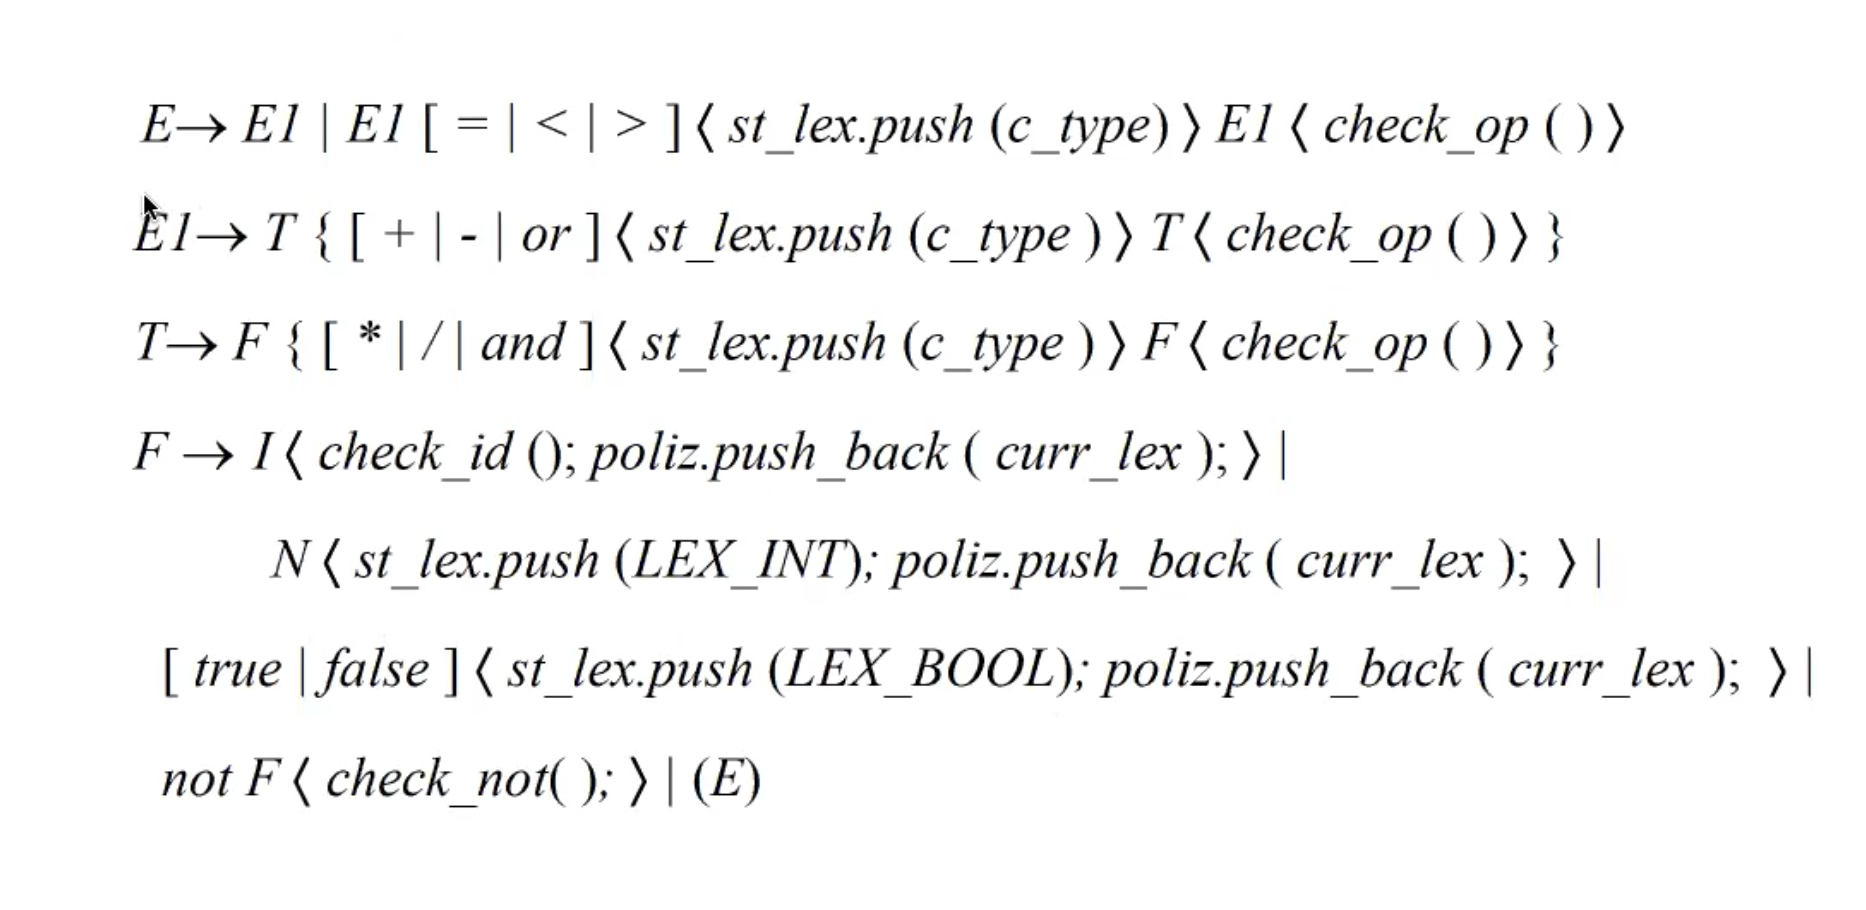 E→ E1 | E1 [ = | < | > ] ⟨ st_lex.push (c_type) ⟩ E1 ⟨ check_op ( ) ⟩
E1→ T { [ + | - | or ] ⟨ st_lex.push (c_type ) ⟩ T ⟨ check_op ( ) ⟩ }
T→ F { [ * | / | and ] ⟨ st_lex.push (c_type ) ⟩ F ⟨ check_op ( ) ⟩ }
F → I ⟨ check_id (); poliz.push_back ( curr_lex ); ⟩ |
N ⟨ st_lex.push (LEX_INT); poliz.push_back ( curr_lex ); ⟩ |
[ true | false ] ⟨ st_lex.push (LEX_BOOL); poliz.push_back ( curr_lex ); ⟩ |
not F ⟨ check_not( ); ⟩ | (E)